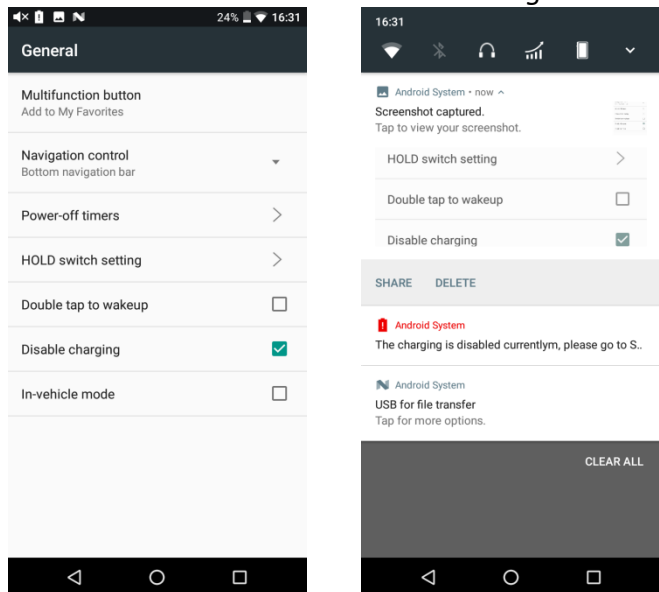 24% 16:31
General
Multifunction button
Add to My Favorites
Navigation control
Bottom navigation bar
Power-off timers
HOLD switch setting
Double tap to wakeup
Disable charging
In-vehicle mode
16:31
Android System • now
Screenshot captured.
Tap to view your screenshot.
HOLD switch setting
Double tap to wakeup
Disable charging
SHARE DELETE
Android System
The charging is disabled currentlym, please go to S..
Android System
USB for file transfer
Tap for more options.
CLEAR ALL